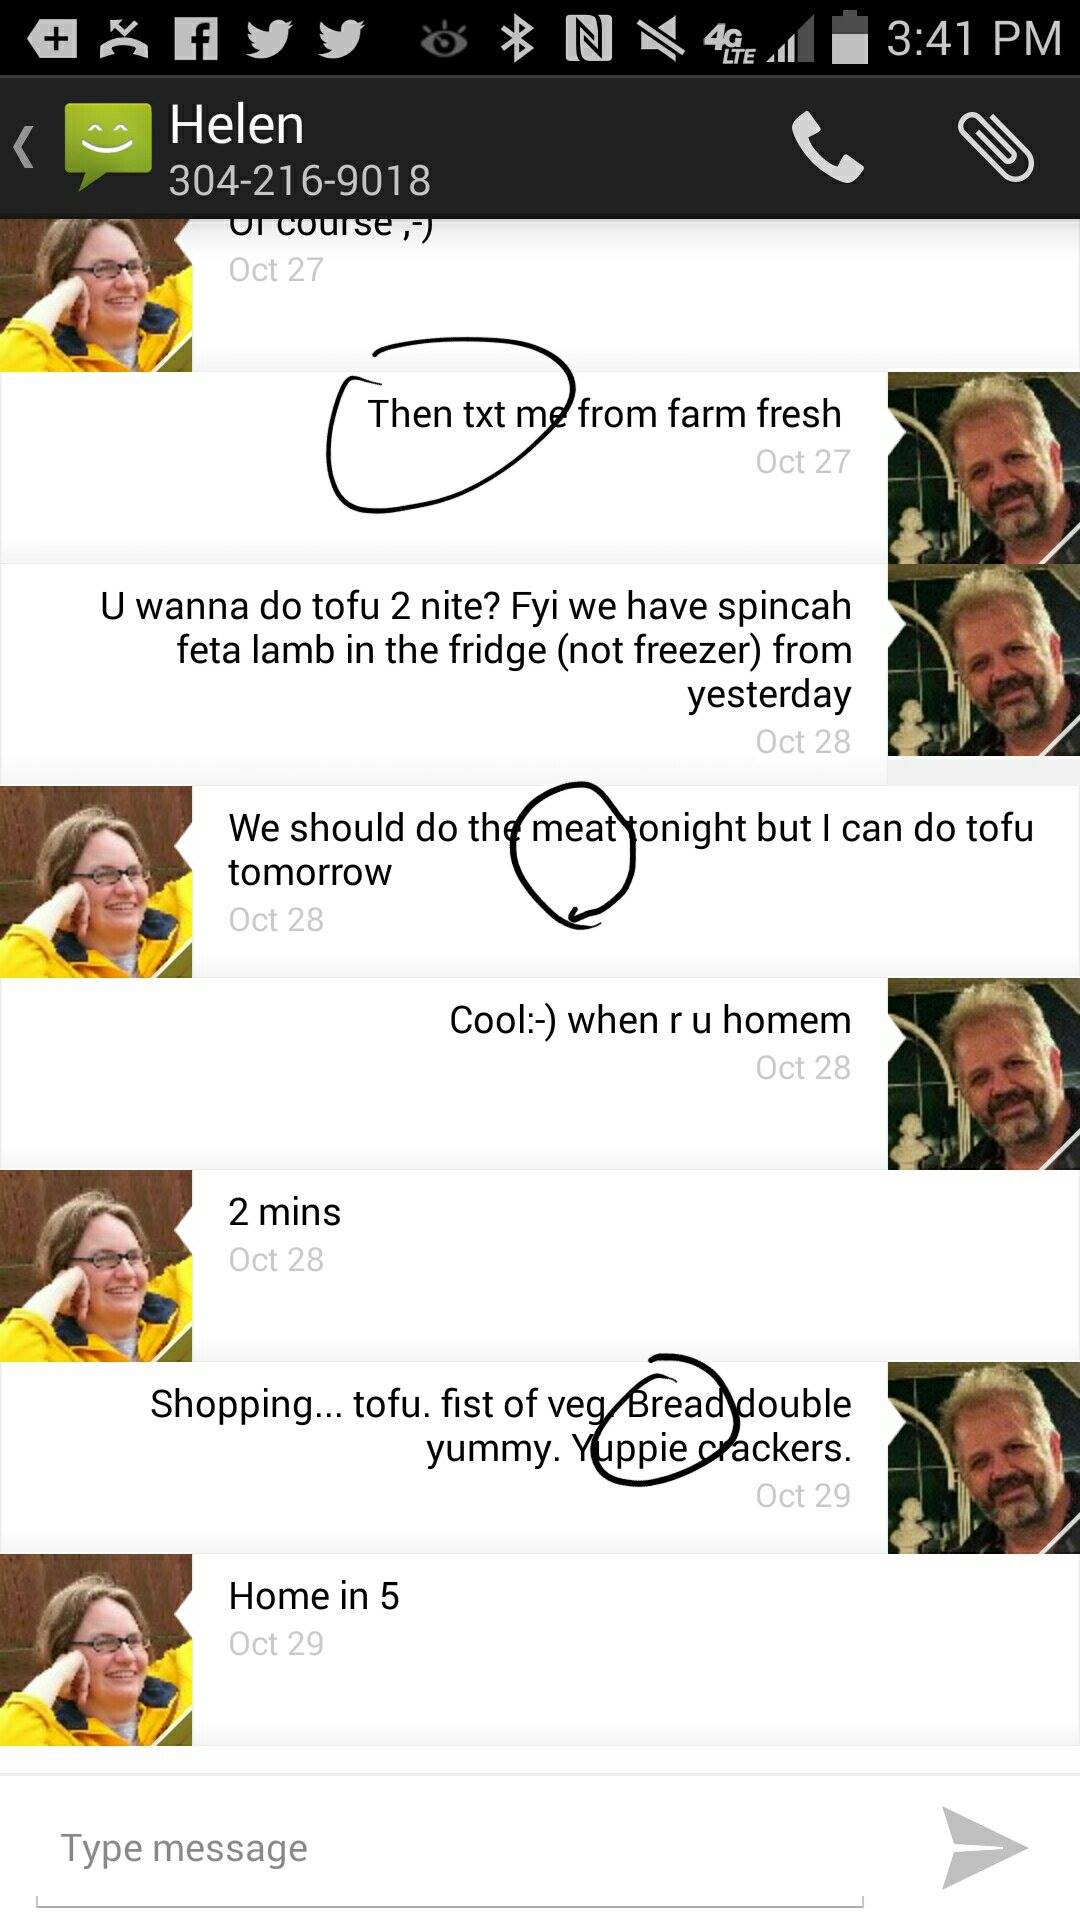 4G LTE 3:41 PM
Helen
304-216-9018
Of course ,-)
Oct 27
Then txt me from farm fresh
Oct 27
U wanna do tofu 2 nite? Fyi we have spincah
feta lamb in the fridge (not freezer) from
yesterday
Oct 28
We should do the meat tonight but I can do tofu
tomorrow
Oct 28
Cool:-) when r u homem
Oct 28
2 mins
Oct 28
Shopping... tofu. fist of veg. Bread double
yummy. Yuppie crackers.
Oct 29
Home in 5
Oct 29
Type message